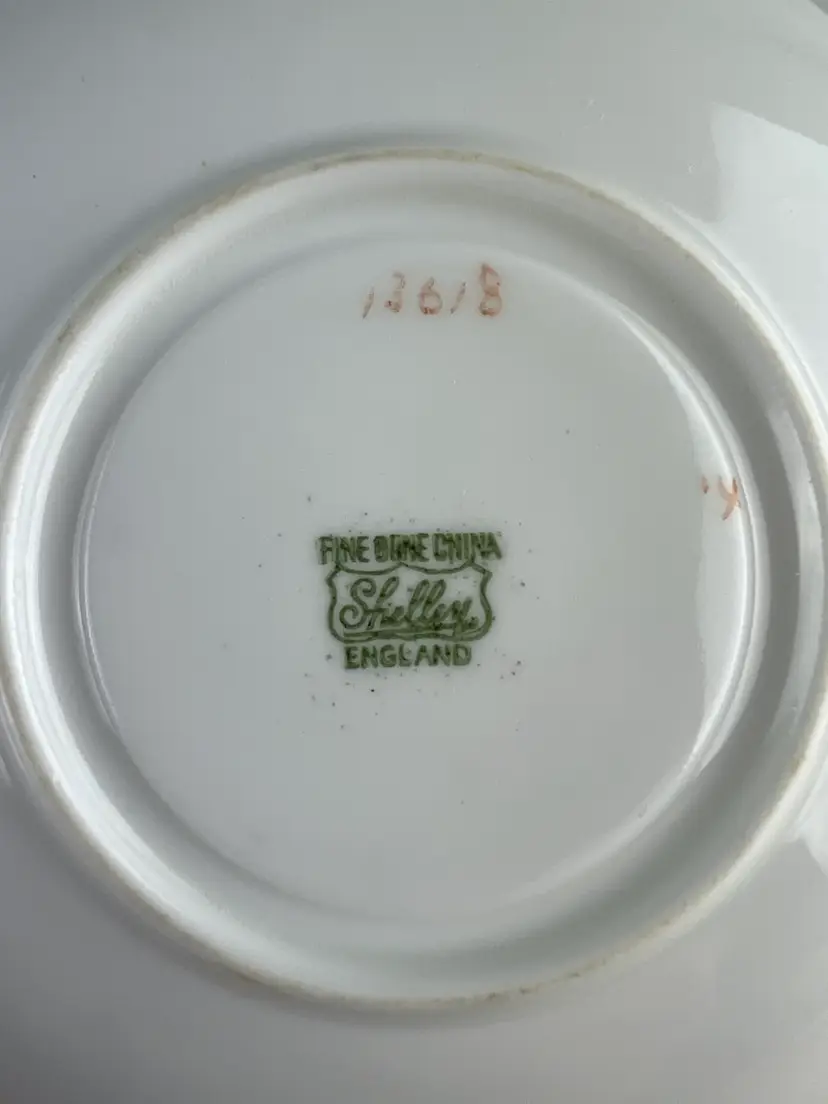 13618
FINE BONE CHINA
Shelley
ENGLAND